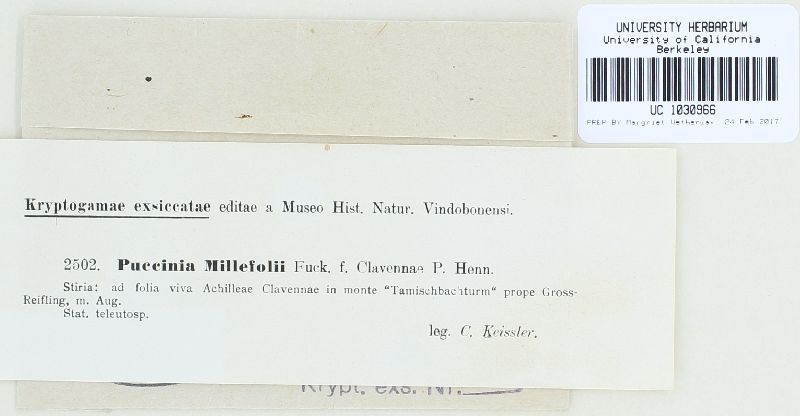 UNIVERSITY HERBARIUM
University of California
Berkeley
UC 1030966
PREP BY Margriet Wetherwax 24 Feb 2017
Kryptogamae exsiccatae editae a Museo Hist. Natur. Vindobonensi.
2502. Puccinia Millefolii Fuck. f. Clavennae P. Henn.
Stiria: ad folia viva Achilleae Clavennae in monte "Tamischbachturm“ prope Gross-
Reifling, m. Aug.
Stat. teleutosp.
leg. C. Keissler.
Krypt. exs. Nr.